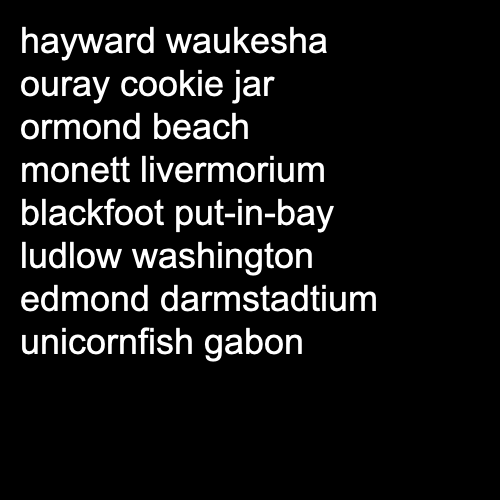 hayward waukesha
ouray cookie jar
ormond beach
monett livermorium
blackfoot put-in-bay
ludlow washington
edmond darmstadtium
unicornfish gabon